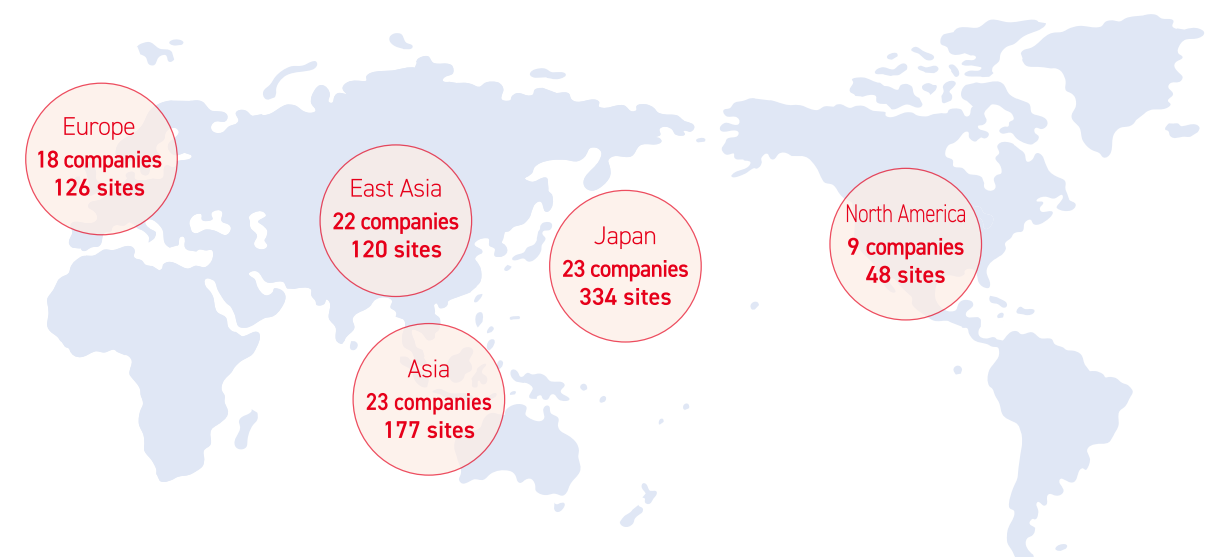 Europe
18 companies
126 sites
East Asia
22 companies
120 sites
Japan
23 companies
334 sites
North America
9 companies
48 sites
Asia
23 companies
177 sites